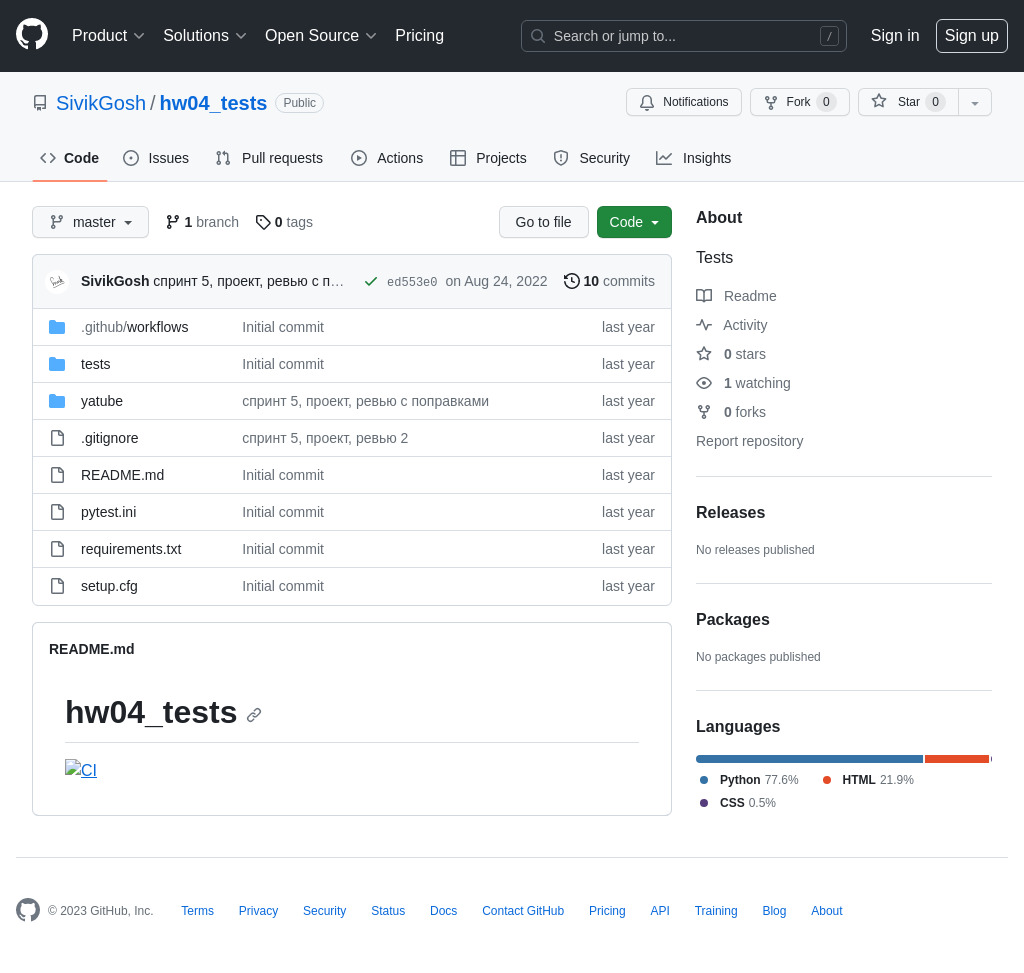 Product Solutions Open Source Pricing Search or jump to... / Sign in Sign up
SivikGosh / hw04_tests Public Notifications Fork 0 Star 0
Code Issues Pull requests Actions Projects Security Insights
master 1 branch 0 tags Go to file Code
SivikGosh спринт 5, проект, ревью с п… ed553e0 on Aug 24, 2022 10 commits
.github/workflows Initial commit last year
tests Initial commit last year
yatube спринт 5, проект, ревью с поправками last year
.gitignore спринт 5, проект, ревью 2 last year
README.md Initial commit last year
pytest.ini Initial commit last year
requirements.txt Initial commit last year
setup.cfg Initial commit last year
README.md
hw04_tests
CI
About
Tests
Readme
Activity
0 stars
1 watching
0 forks
Report repository
Releases
No releases published
Packages
No packages published
Languages
Python 77.6% HTML 21.9%
CSS 0.5%
© 2023 GitHub, Inc. Terms Privacy Security Status Docs Contact GitHub Pricing API Training Blog About